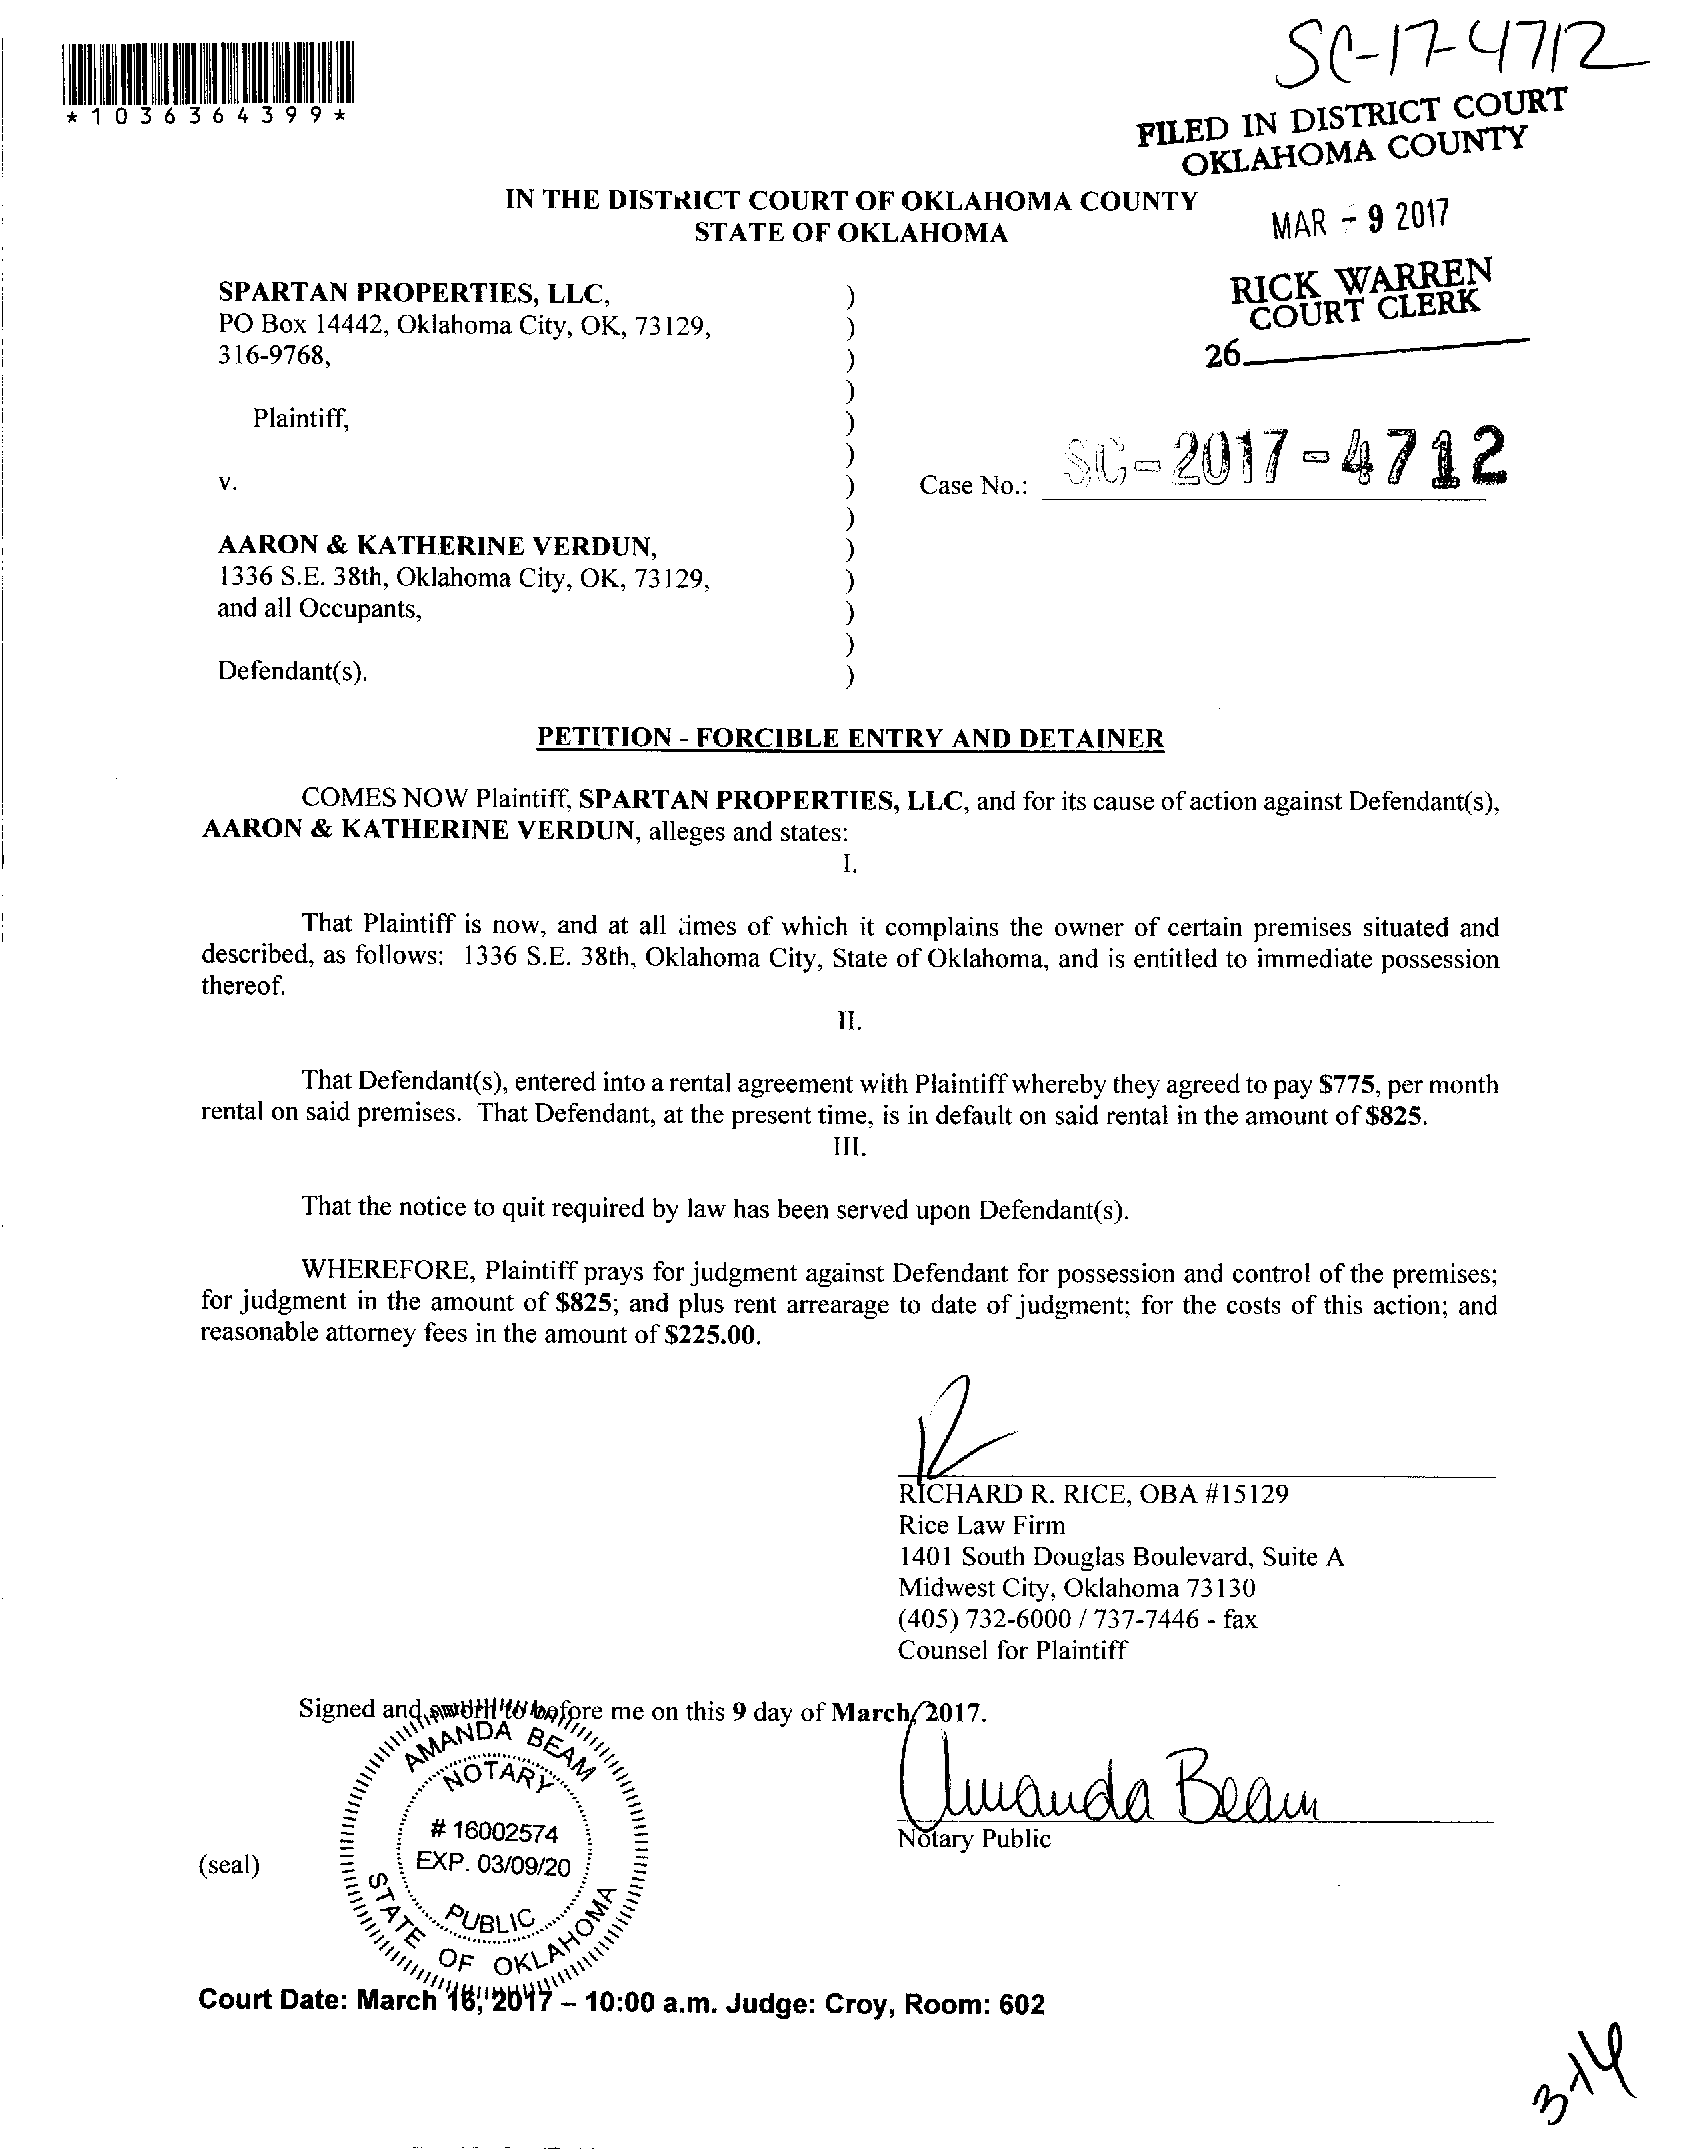 SC-17-4712
*1036364399*
FILED IN DISTRICT COURT
OKLAHOMA COUNTY
MAR - 9 2017
RICK WARREN
COURT CLERK
26
IN THE DISTRICT COURT OF OKLAHOMA COUNTY
STATE OF OKLAHOMA
SPARTAN PROPERTIES, LLC, )
PO Box 14442, Oklahoma City, OK, 73129, )
316-9768, )
)
Plaintiff, )
)
v. ) Case No.: SC-2017-4712
)
AARON & KATHERINE VERDUN, )
1336 S.E. 38th, Oklahoma City, OK, 73129, )
and all Occupants, )
)
Defendant(s). )
PETITION - FORCIBLE ENTRY AND DETAINER
COMES NOW Plaintiff, SPARTAN PROPERTIES, LLC, and for its cause of action against Defendant(s),
AARON & KATHERINE VERDUN, alleges and states:
I.
That Plaintiff is now, and at all times of which it complains the owner of certain premises situated and
described, as follows: 1336 S.E. 38th, Oklahoma City, State of Oklahoma, and is entitled to immediate possession
thereof.
II.
That Defendant(s), entered into a rental agreement with Plaintiff whereby they agreed to pay $775, per month
rental on said premises. That Defendant, at the present time, is in default on said rental in the amount of $825.
III.
That the notice to quit required by law has been served upon Defendant(s).
WHEREFORE, Plaintiff prays for judgment against Defendant for possession and control of the premises;
for judgment in the amount of $825; and plus rent arrearage to date of judgment; for the costs of this action; and
reasonable attorney fees in the amount of $225.00.
RICHARD R. RICE, OBA #15129
Rice Law Firm
1401 South Douglas Boulevard, Suite A
Midwest City, Oklahoma 73130
(405) 732-6000 / 737-7446 - fax
Counsel for Plaintiff
Signed and sworn to before me on this 9 day of March, 2017.
Amanda Beam
Notary Public
(seal)
AMANDA BEAM
NOTARY
# 16002574
EXP. 03/09/20
PUBLIC
STATE OF OKLAHOMA
Court Date: March 16, 2017 – 10:00 a.m. Judge: Croy, Room: 602